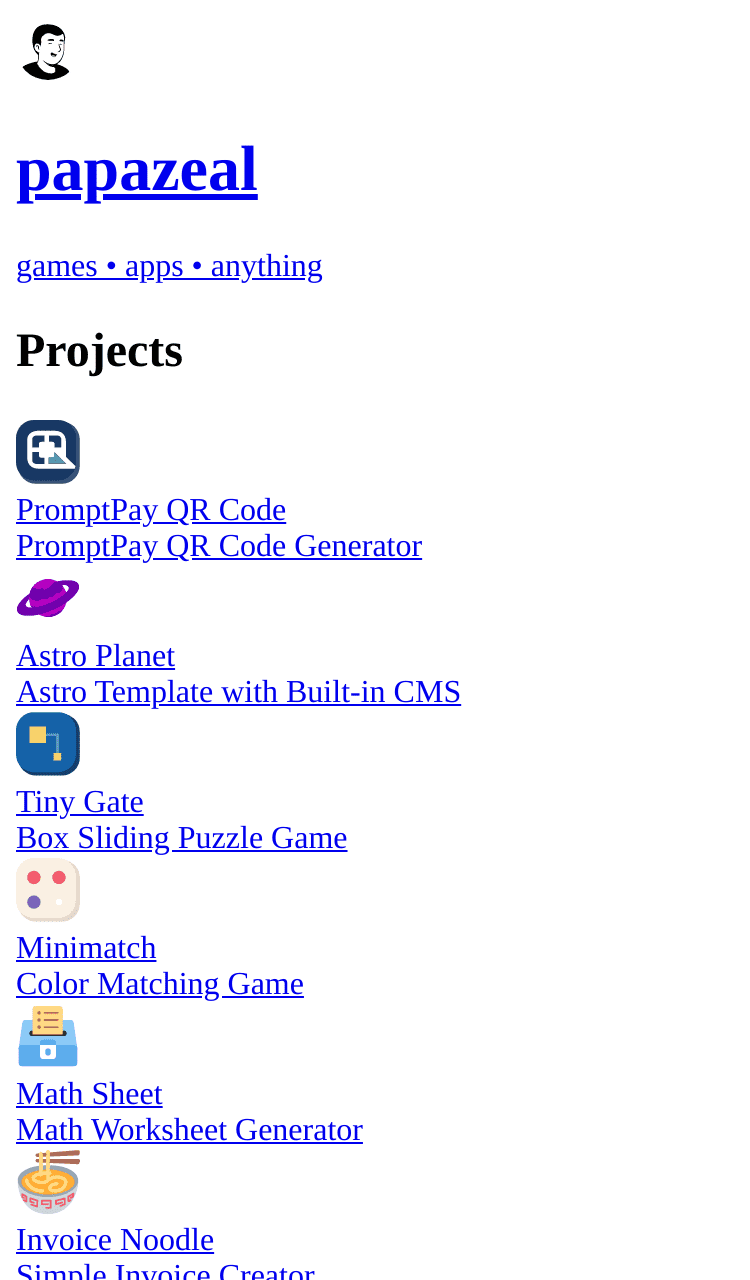 papazeal
games • apps • anything
Projects
PromptPay QR Code
PromptPay QR Code Generator
Astro Planet
Astro Template with Built-in CMS
Tiny Gate
Box Sliding Puzzle Game
Minimatch
Color Matching Game
Math Sheet
Math Worksheet Generator
Invoice Noodle
Simple Invoice Creator